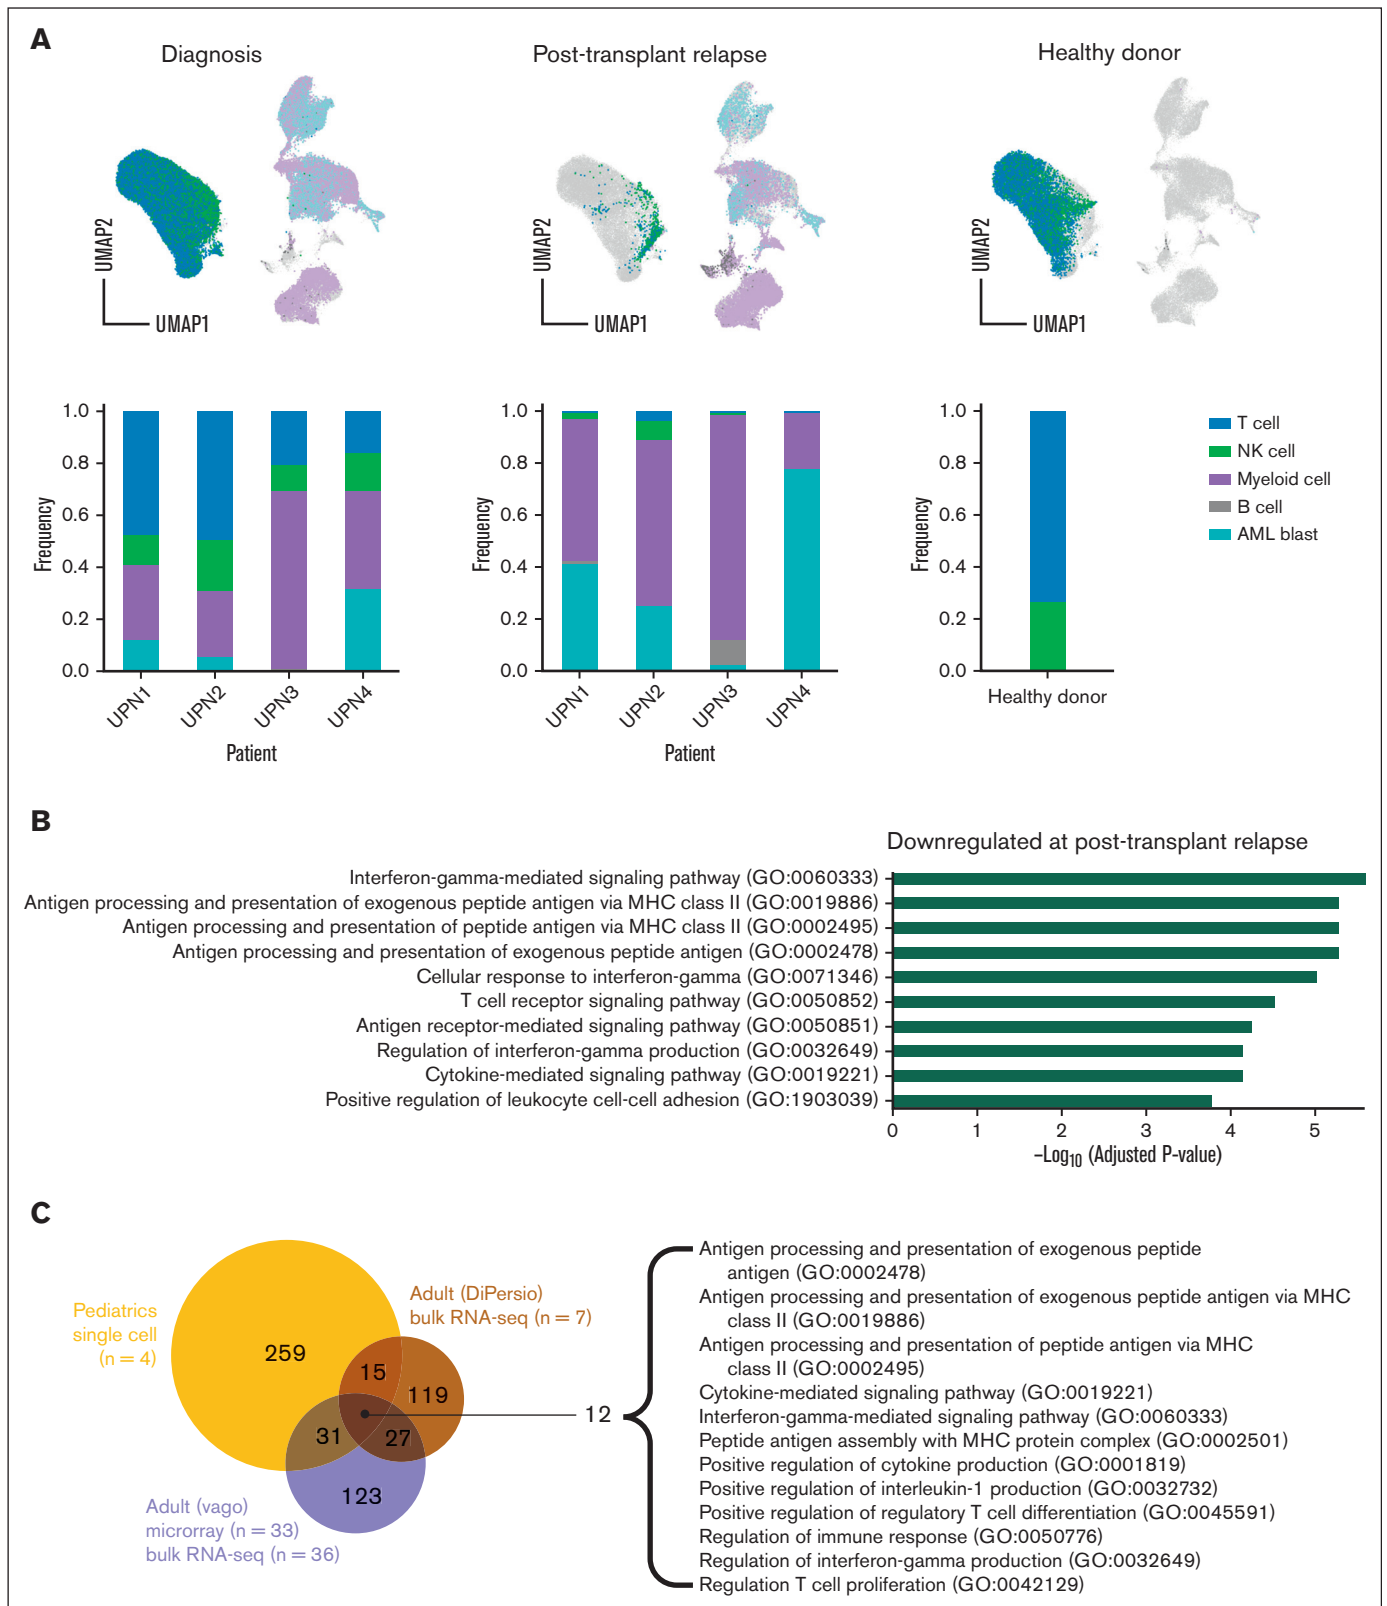 A
Diagnosis
Post-transplant relapse
Healthy donor
UMAP2
UMAP1
UMAP2
UMAP1
UMAP2
UMAP1
Frequency
1.0
0.8
0.6
0.4
0.2
0.0
UPN1
UPN2
UPN3
UPN4
Patient
Frequency
1.0
0.8
0.6
0.4
0.2
0.0
UPN1
UPN2
UPN3
UPN4
Patient
Frequency
1.0
0.8
0.6
0.4
0.2
0.0
Healthy donor
T cell
NK cell
Myeloid cell
B cell
AML blast
B
Downregulated at post-transplant relapse
Interferon-gamma-mediated signaling pathway (GO:0060333)
Antigen processing and presentation of exogenous peptide antigen via MHC class II (GO:0019886)
Antigen processing and presentation of peptide antigen via MHC class II (GO:0002495)
Antigen processing and presentation of exogenous peptide antigen (GO:0002478)
Cellular response to interferon-gamma (GO:0071346)
T cell receptor signaling pathway (GO:0050852)
Antigen receptor-mediated signaling pathway (GO:0050851)
Regulation of interferon-gamma production (GO:0032649)
Cytokine-mediated signaling pathway (GO:0019221)
Positive regulation of leukocyte cell-cell adhesion (GO:1903039)
0 1 2 3 4 5
–Log10 (Adjusted P-value)
C
Pediatrics
single cell
(n = 4)
Adult (DiPersio)
bulk RNA-seq (n = 7)
259
15
119
31
27
123
12
Adult (vago)
microrray (n = 33)
bulk RNA-seq (n = 36)
Antigen processing and presentation of exogenous peptide
antigen (GO:0002478)
Antigen processing and presentation of exogenous peptide antigen via MHC
class II (GO:0019886)
Antigen processing and presentation of peptide antigen via MHC
class II (GO:0002495)
Cytokine-mediated signaling pathway (GO:0019221)
Interferon-gamma-mediated signaling pathway (GO:0060333)
Peptide antigen assembly with MHC protein complex (GO:0002501)
Positive regulation of cytokine production (GO:0001819)
Positive regulation of interleukin-1 production (GO:0032732)
Positive regulation of regulatory T cell differentiation (GO:0045591)
Regulation of immune response (GO:0050776)
Regulation of interferon-gamma production (GO:0032649)
Regulation T cell proliferation (GO:0042129)